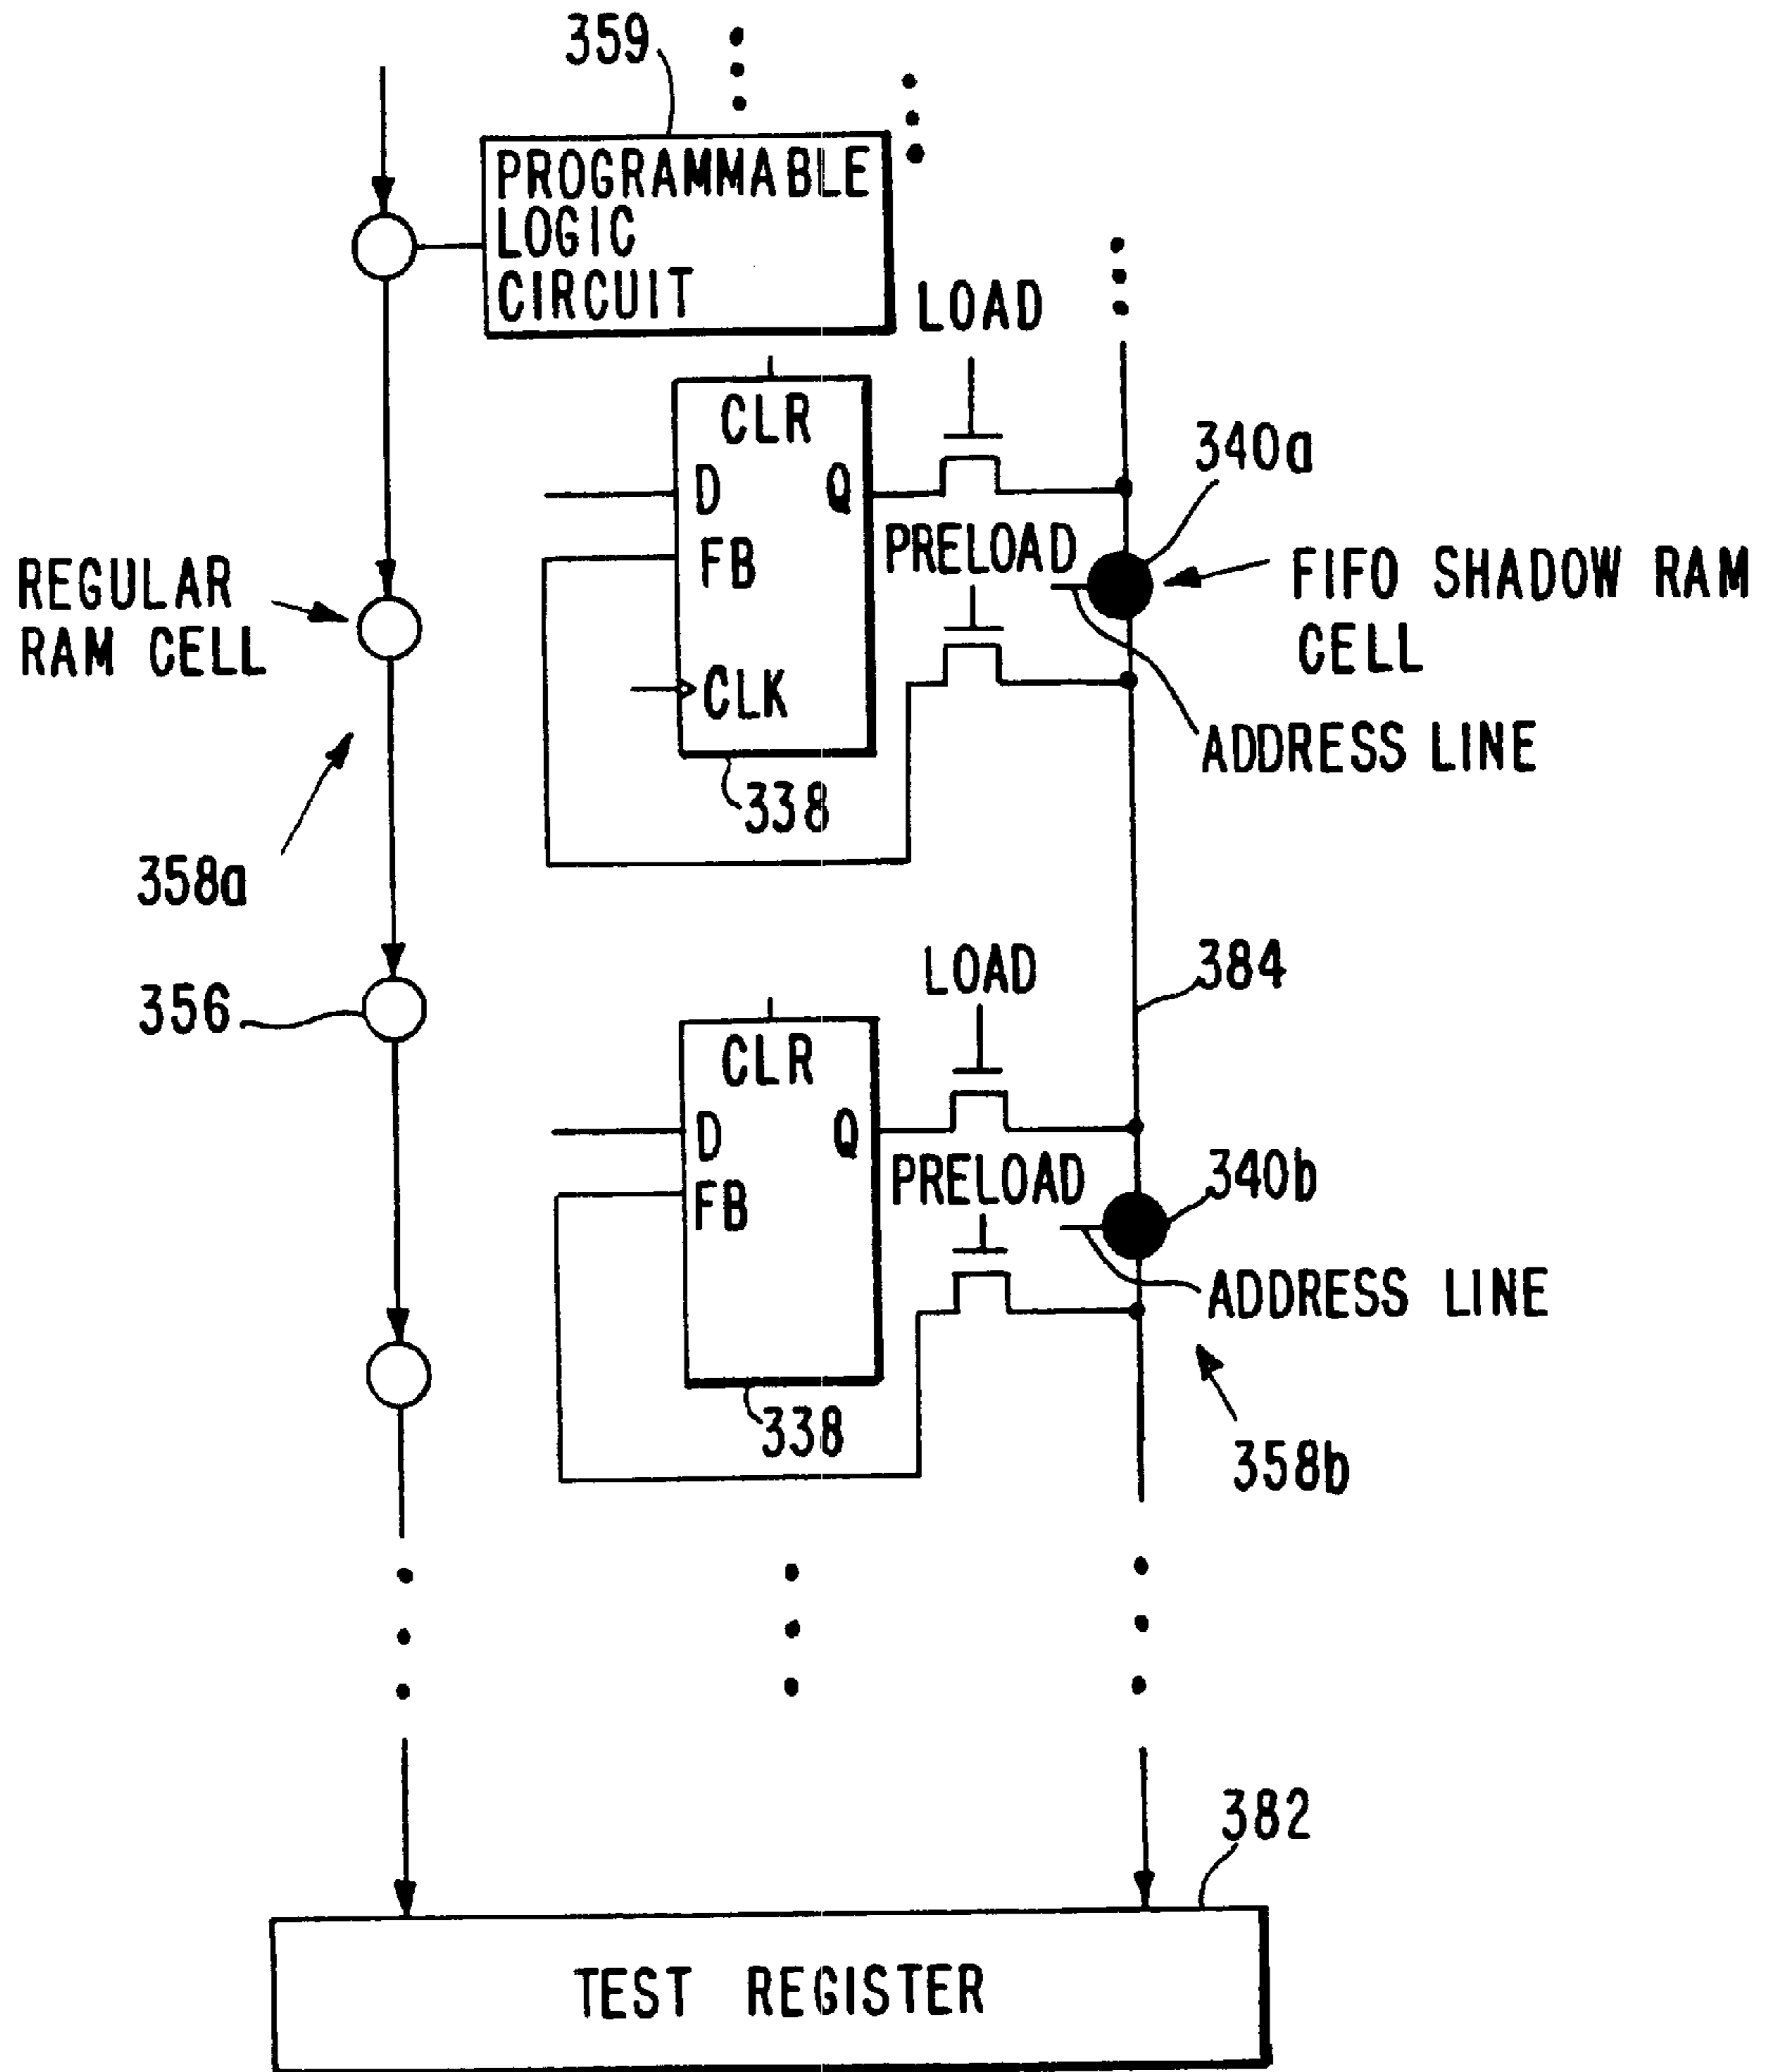 359
PROGRAMMABLE
LOGIC
CIRCUIT
LOAD
CLR
D
Q
FB
CLK
PRELOAD
340a
FIFO SHADOW RAM
CELL
REGULAR
RAM CELL
ADDRESS LINE
338
358a
384
356
LOAD
CLR
D
Q
FB
PRELOAD
340b
ADDRESS LINE
338
358b
382
TEST REGISTER